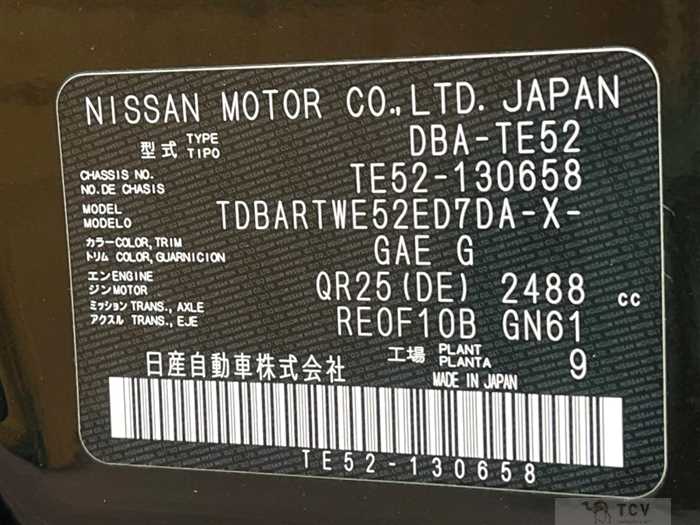 NISSAN MOTOR CO.,LTD. JAPAN
型式 TYPE TIPO DBA-TE52
CHASSIS NO. NO.DE CHASIS TE52-130658
MODEL MODELO TDBARTWE52ED7DA-X-
カラー COLOR,TRIM
トリム COLOR,GUARNICION GAE G
エンジン ENGINE MOTOR QR25(DE) 2488 cc
ミッション TRANS., AXLE
アクスル TRANS., EJE RE0F10B GN61
日産自動車株式会社 工場 PLANT PLANTA 9
MADE IN JAPAN
TE52-130658
TCV